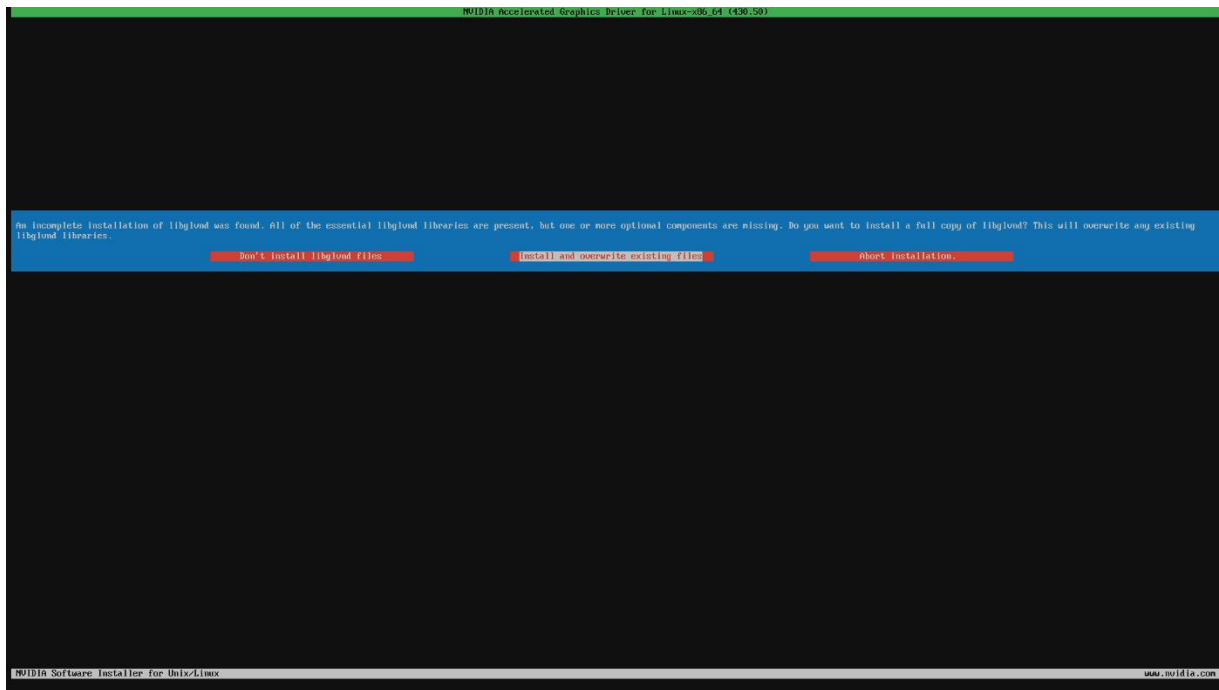 NVIDIA Accelerated Graphics Driver for Linux-x86_64 (430.50)
An incomplete installation of libglvnd was found. All of the essential libglvnd libraries are present, but one or more optional components are missing. Do you want to install a full copy of libglvnd? This will overwrite any existing
libglvnd libraries.
Don't install libglvnd files
Install and overwrite existing files
Abort installation.
NVIDIA Software Installer for Unix/Linux
www.nvidia.com